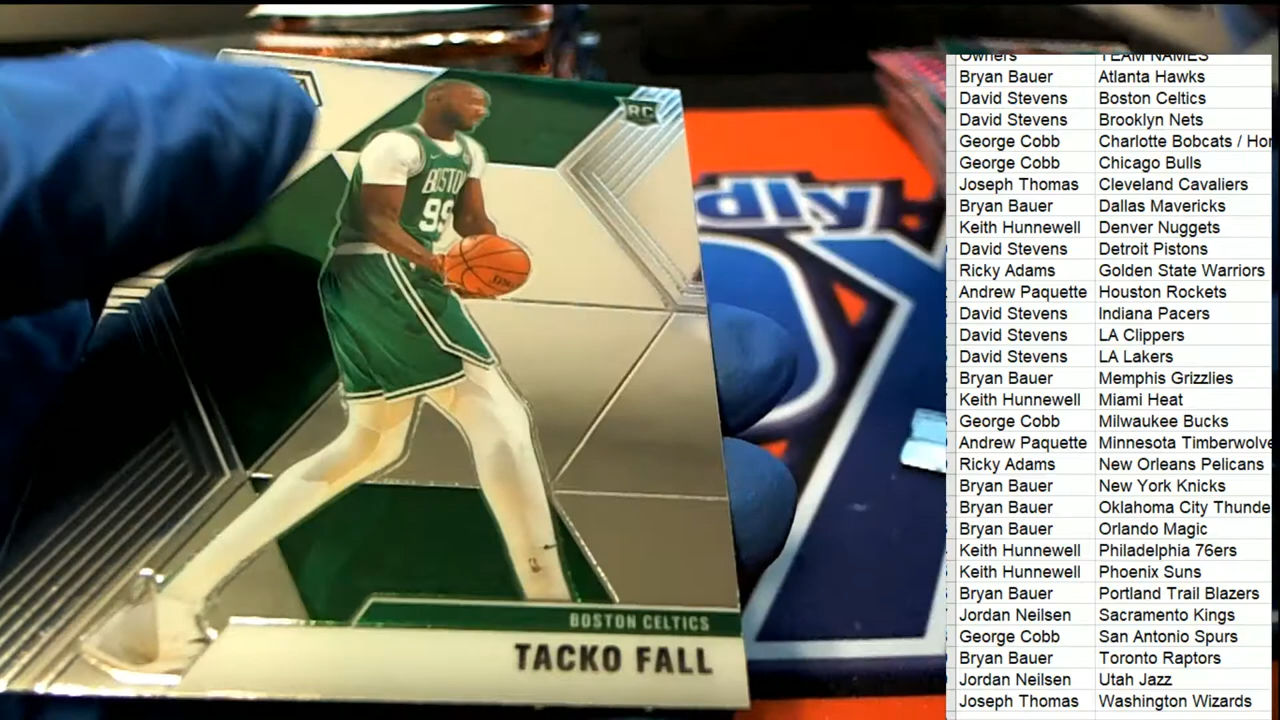 RC
BOSTON
99
BOSTON CELTICS
TACKO FALL
dly
Owners TEAM NAMES
Bryan Bauer Atlanta Hawks
David Stevens Boston Celtics
David Stevens Brooklyn Nets
George Cobb Charlotte Bobcats / Hor
George Cobb Chicago Bulls
Joseph Thomas Cleveland Cavaliers
Bryan Bauer Dallas Mavericks
Keith Hunnewell Denver Nuggets
David Stevens Detroit Pistons
Ricky Adams Golden State Warriors
Andrew Paquette Houston Rockets
David Stevens Indiana Pacers
David Stevens LA Clippers
David Stevens LA Lakers
Bryan Bauer Memphis Grizzlies
Keith Hunnewell Miami Heat
George Cobb Milwaukee Bucks
Andrew Paquette Minnesota Timberwolve
Ricky Adams New Orleans Pelicans
Bryan Bauer New York Knicks
Bryan Bauer Oklahoma City Thunde
Bryan Bauer Orlando Magic
Keith Hunnewell Philadelphia 76ers
Keith Hunnewell Phoenix Suns
Bryan Bauer Portland Trail Blazers
Jordan Neilsen Sacramento Kings
George Cobb San Antonio Spurs
Bryan Bauer Toronto Raptors
Jordan Neilsen Utah Jazz
Joseph Thomas Washington Wizards